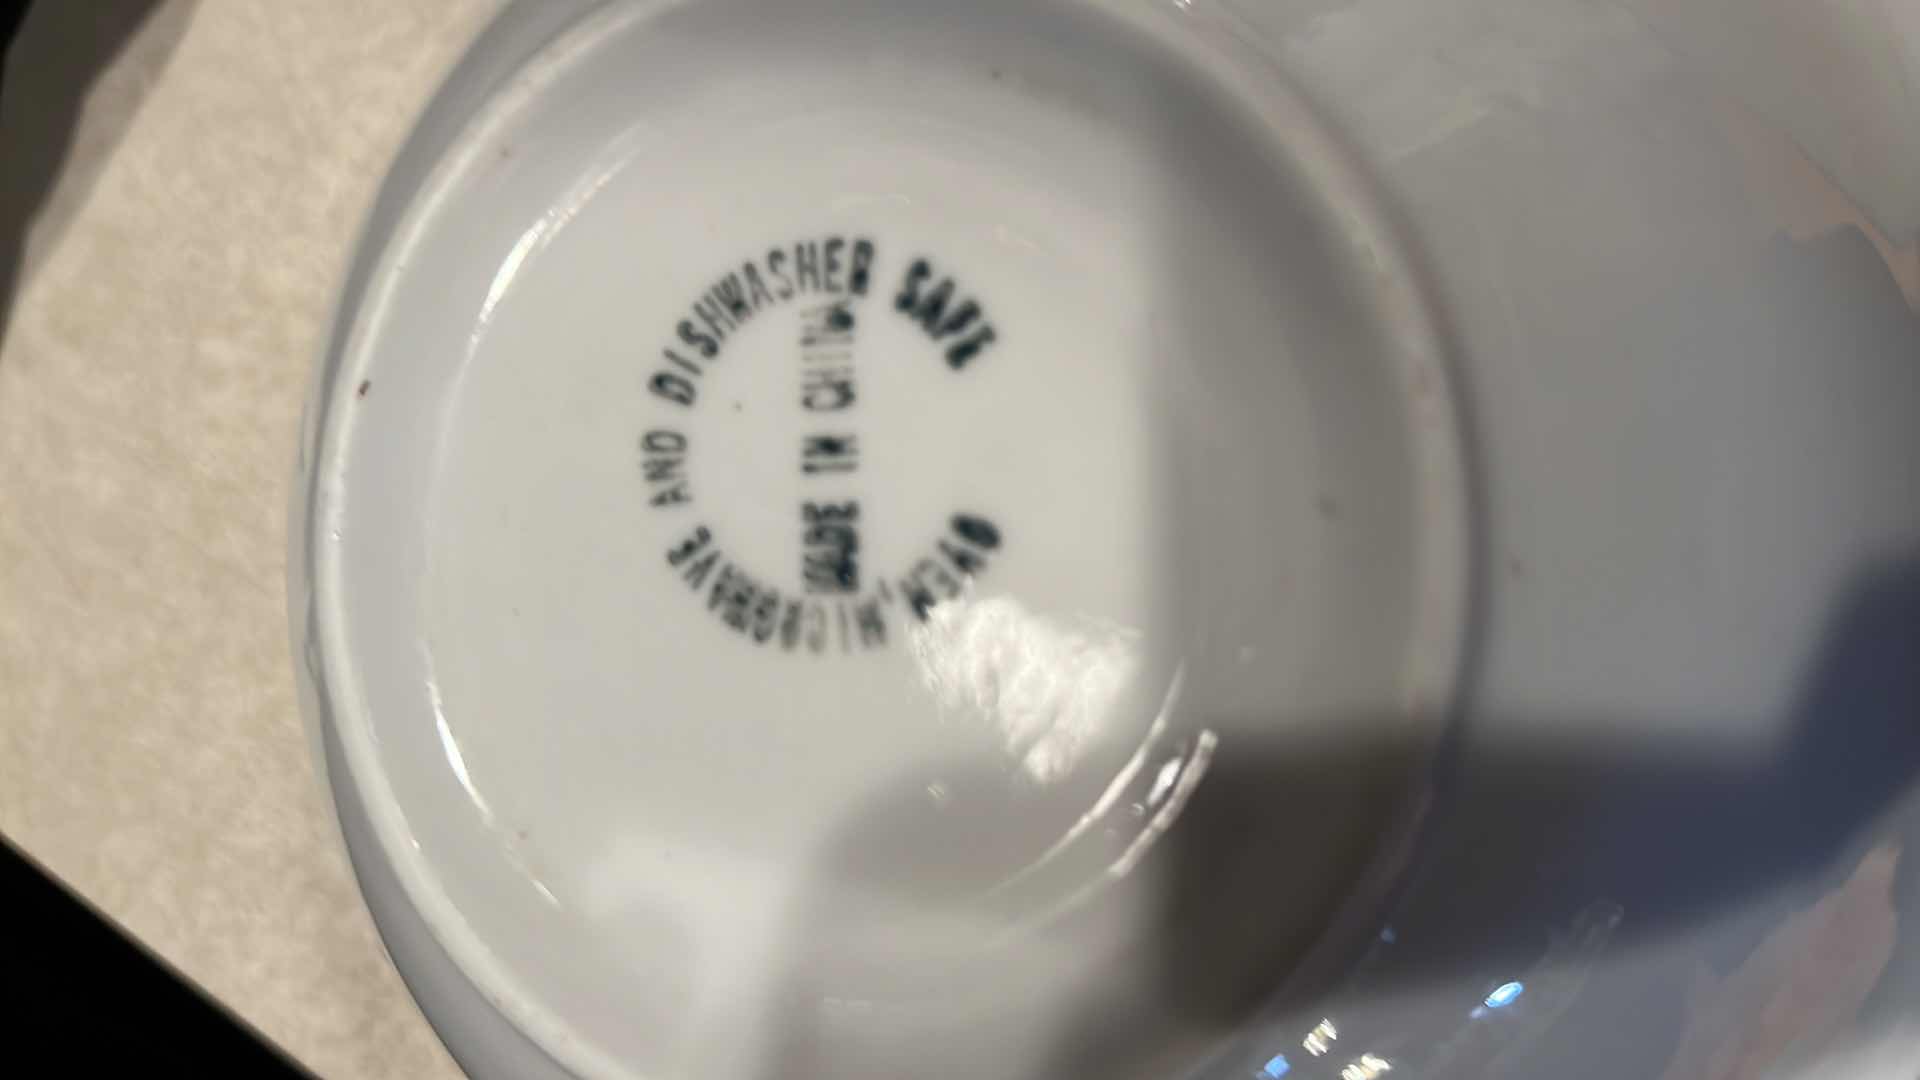 OVEN, MICROWAVE AND DISHWASHER SAFE
MADE IN CHINA